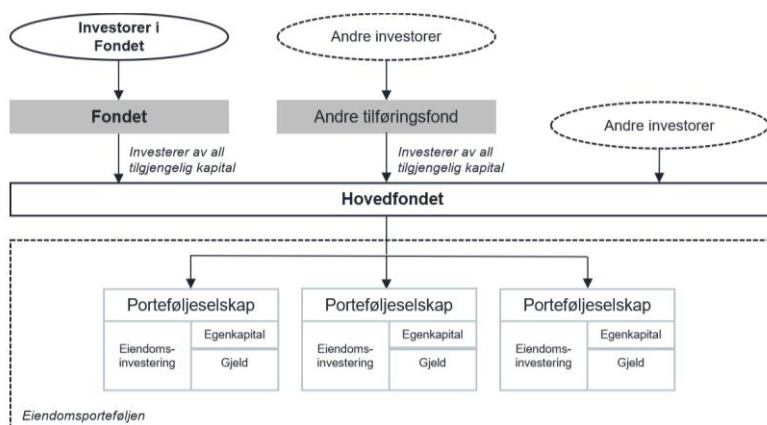 Investorer i
Fondet
Andre investorer
Fondet
Andre tilføringsfond
Andre investorer
Investerer av all
tilgjengelig kapital
Investerer av all
tilgjengelig kapital
Hovedfondet
Porteføljeselskap
Eiendoms-
investering
Egenkapital
Gjeld
Porteføljeselskap
Eiendoms-
investering
Egenkapital
Gjeld
Porteføljeselskap
Eiendoms-
investering
Egenkapital
Gjeld
Eiendomsporteføljen